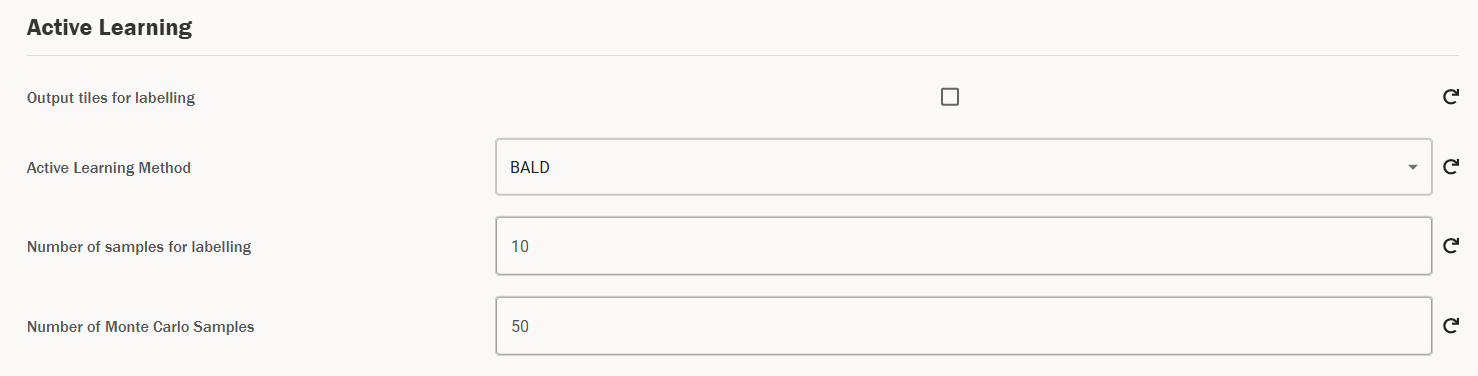 Active Learning
Output tiles for labelling
Active Learning Method
BALD
Number of samples for labelling
10
Number of Monte Carlo Samples
50